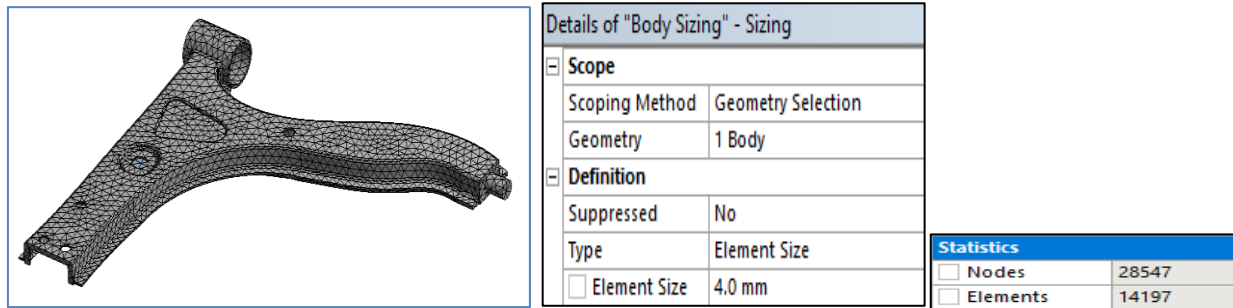 Details of "Body Sizing" - Sizing
Scope
Scoping Method Geometry Selection
Geometry 1 Body
Definition
Suppressed No
Type Element Size
Element Size 4.0 mm
Statistics
Nodes 28547
Elements 14197